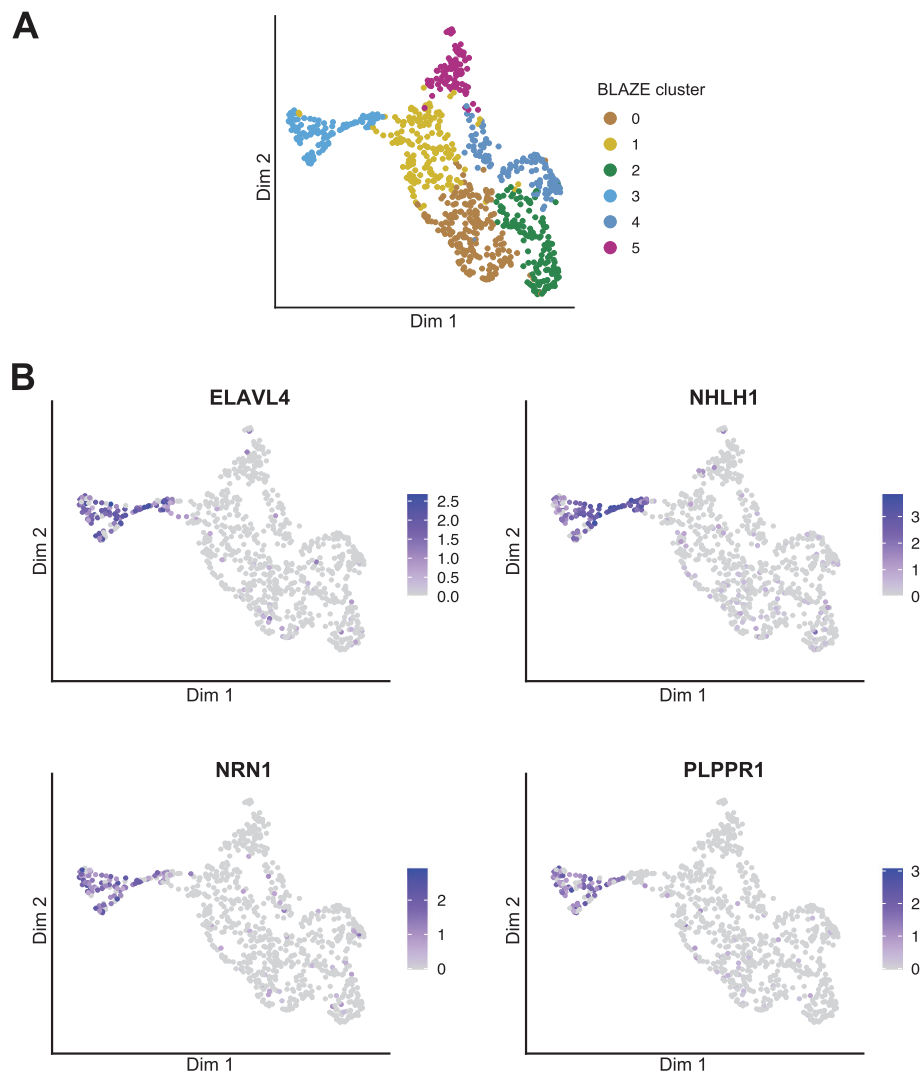 A
Dim 2
Dim 1
BLAZE cluster
0
1
2
3
4
5
B
ELAVL4
Dim 2
Dim 1
2.5
2.0
1.5
1.0
0.5
0.0
NHLH1
Dim 2
Dim 1
3
2
1
0
NRN1
Dim 2
Dim 1
2
1
0
PLPPR1
Dim 2
Dim 1
3
2
1
0